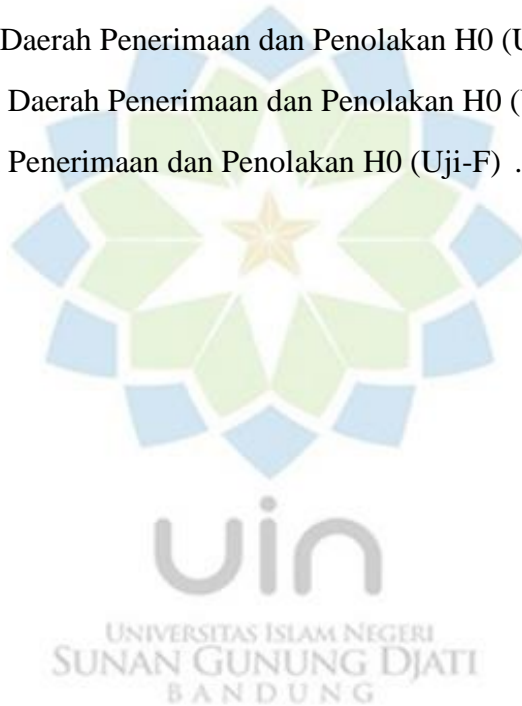 Daerah Penerimaan dan Penolakan H0 (U
Daerah Penerimaan dan Penolakan H0 (
Penerimaan dan Penolakan H0 (Uji-F) .
uin
UNIVERSITAS ISLAM NEGERI
SUNAN GUNUNG DJATI
BANDUNG